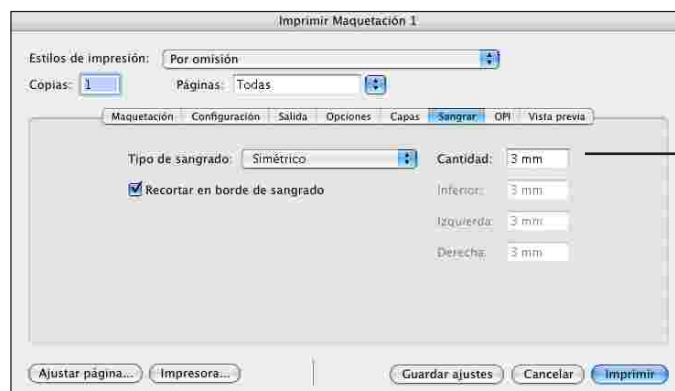 Imprimir Maquetación 1
Estilos de impresión: Por omisión
Copias: 1 Páginas: Todas
Maquetación Configuración Salida Opciones Capas Sangrar OPI Vista previa
Tipo de sangrado: Simétrico Cantidad: 3 mm
Recortar en borde de sangrado Inferior: 3 mm
Izquierda: 3 mm
Derecha: 3 mm
Ajustar página... Impresora... Guardar ajustes Cancelar Imprimir